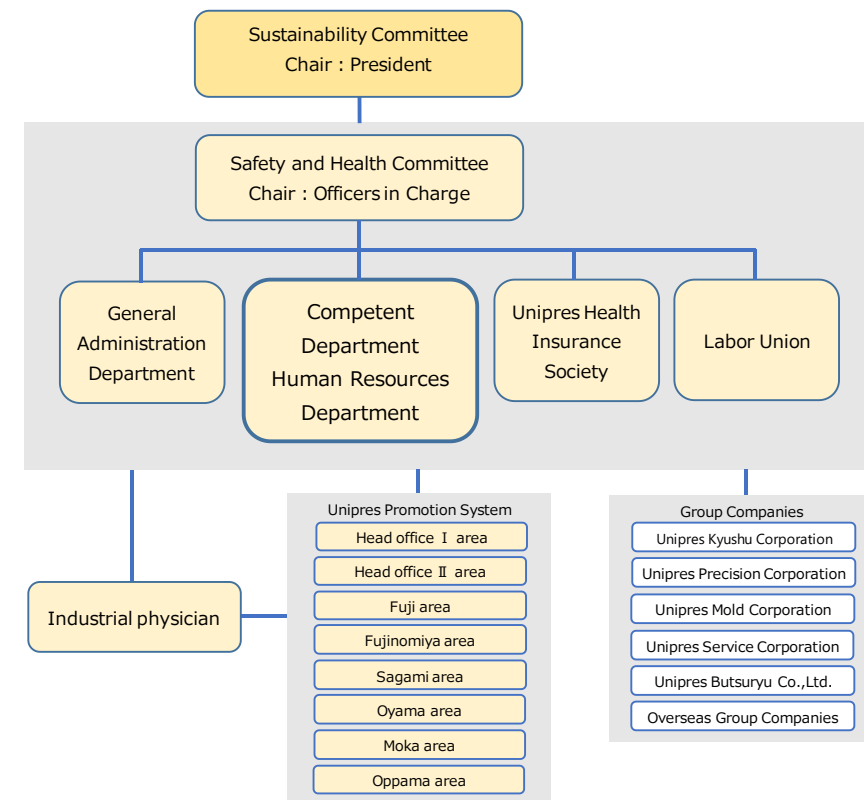 Sustainability Committee
Chair : President
Safety and Health Committee
Chair : Officers in Charge
General
Administration
Department
Competent
Department
Human Resources
Department
Unipres Health
Insurance
Society
Labor Union
Industrial physician
Unipres Promotion System
Head office Ⅰ area
Head office Ⅱ area
Fuji area
Fujinomiya area
Sagami area
Oyama area
Moka area
Oppama area
Group Companies
Unipres Kyushu Corporation
Unipres Precision Corporation
Unipres Mold Corporation
Unipres Service Corporation
Unipres Butsuryu Co.,Ltd.
Overseas Group Companies